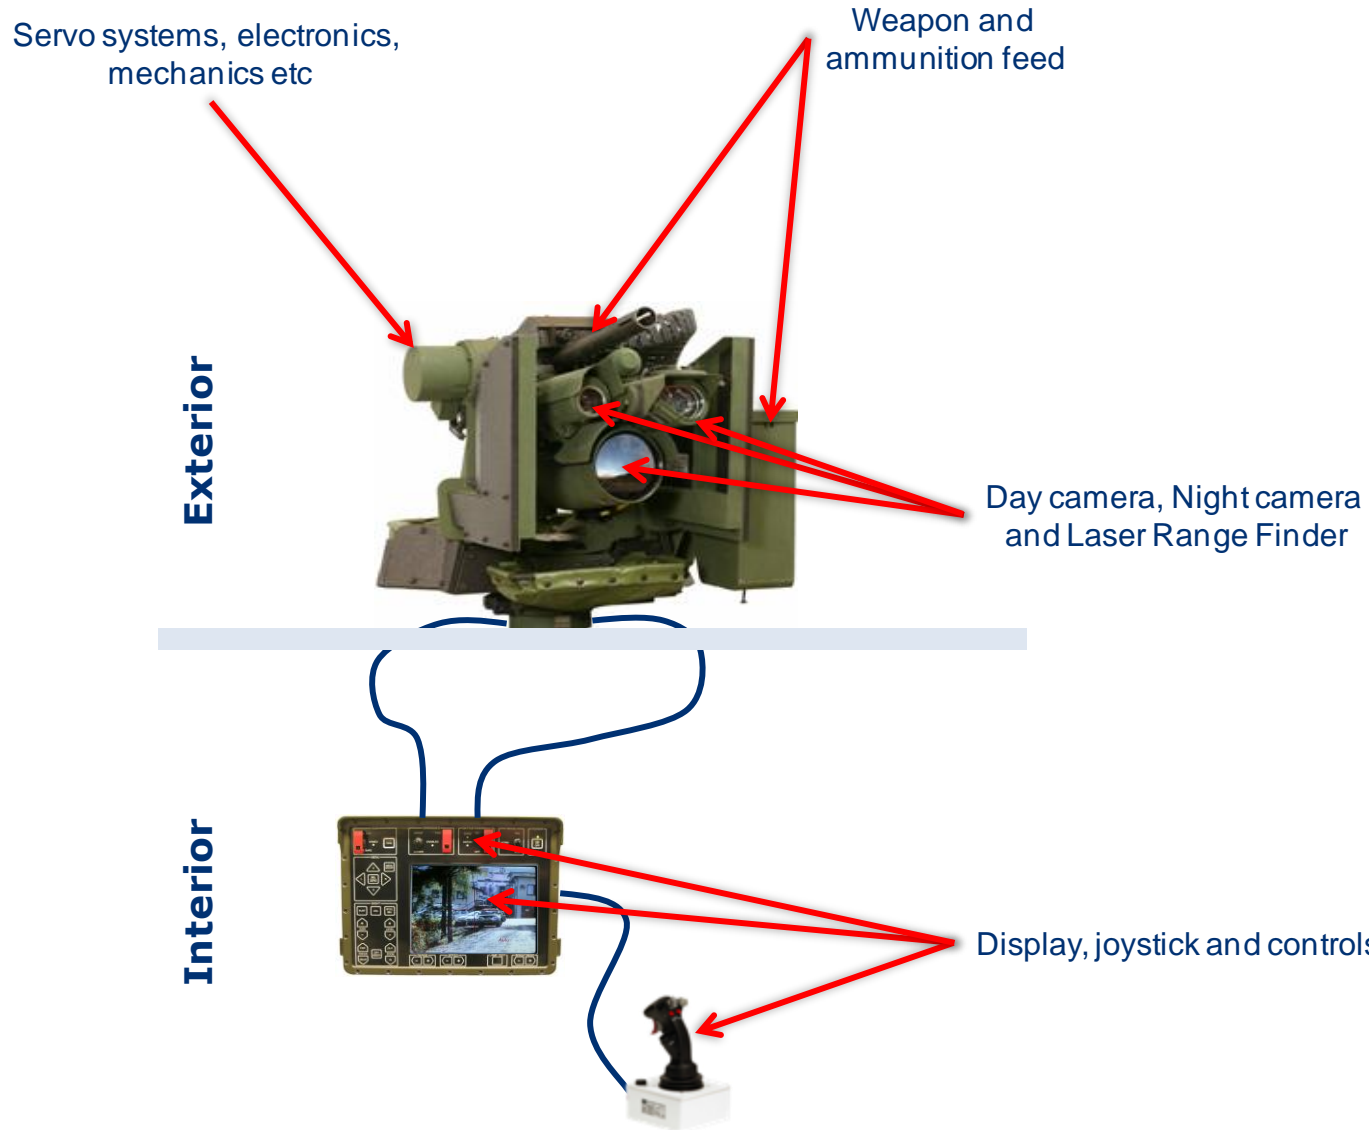 Servo systems, electronics,
mechanics etc
Weapon and
ammunition feed
Exterior
Day camera, Night camera
and Laser Range Finder
Interior
Display, joystick and controls